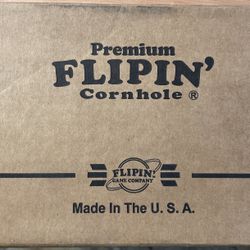 Premium
FLIPIN'
Cornhole ®
FLIPIN'
GAME COMPANY
Made In The U. S. A.